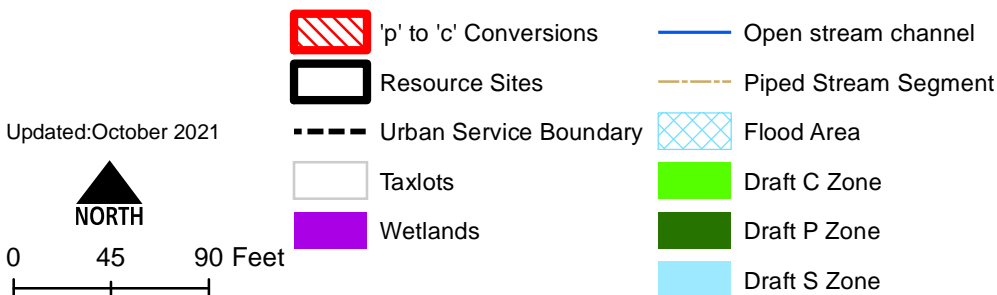 Updated:October 2021
NORTH
0 45 90 Feet
'p' to 'c' Conversions
Resource Sites
Urban Service Boundary
Taxlots
Wetlands
Open stream channel
Piped Stream Segment
Flood Area
Draft C Zone
Draft P Zone
Draft S Zone